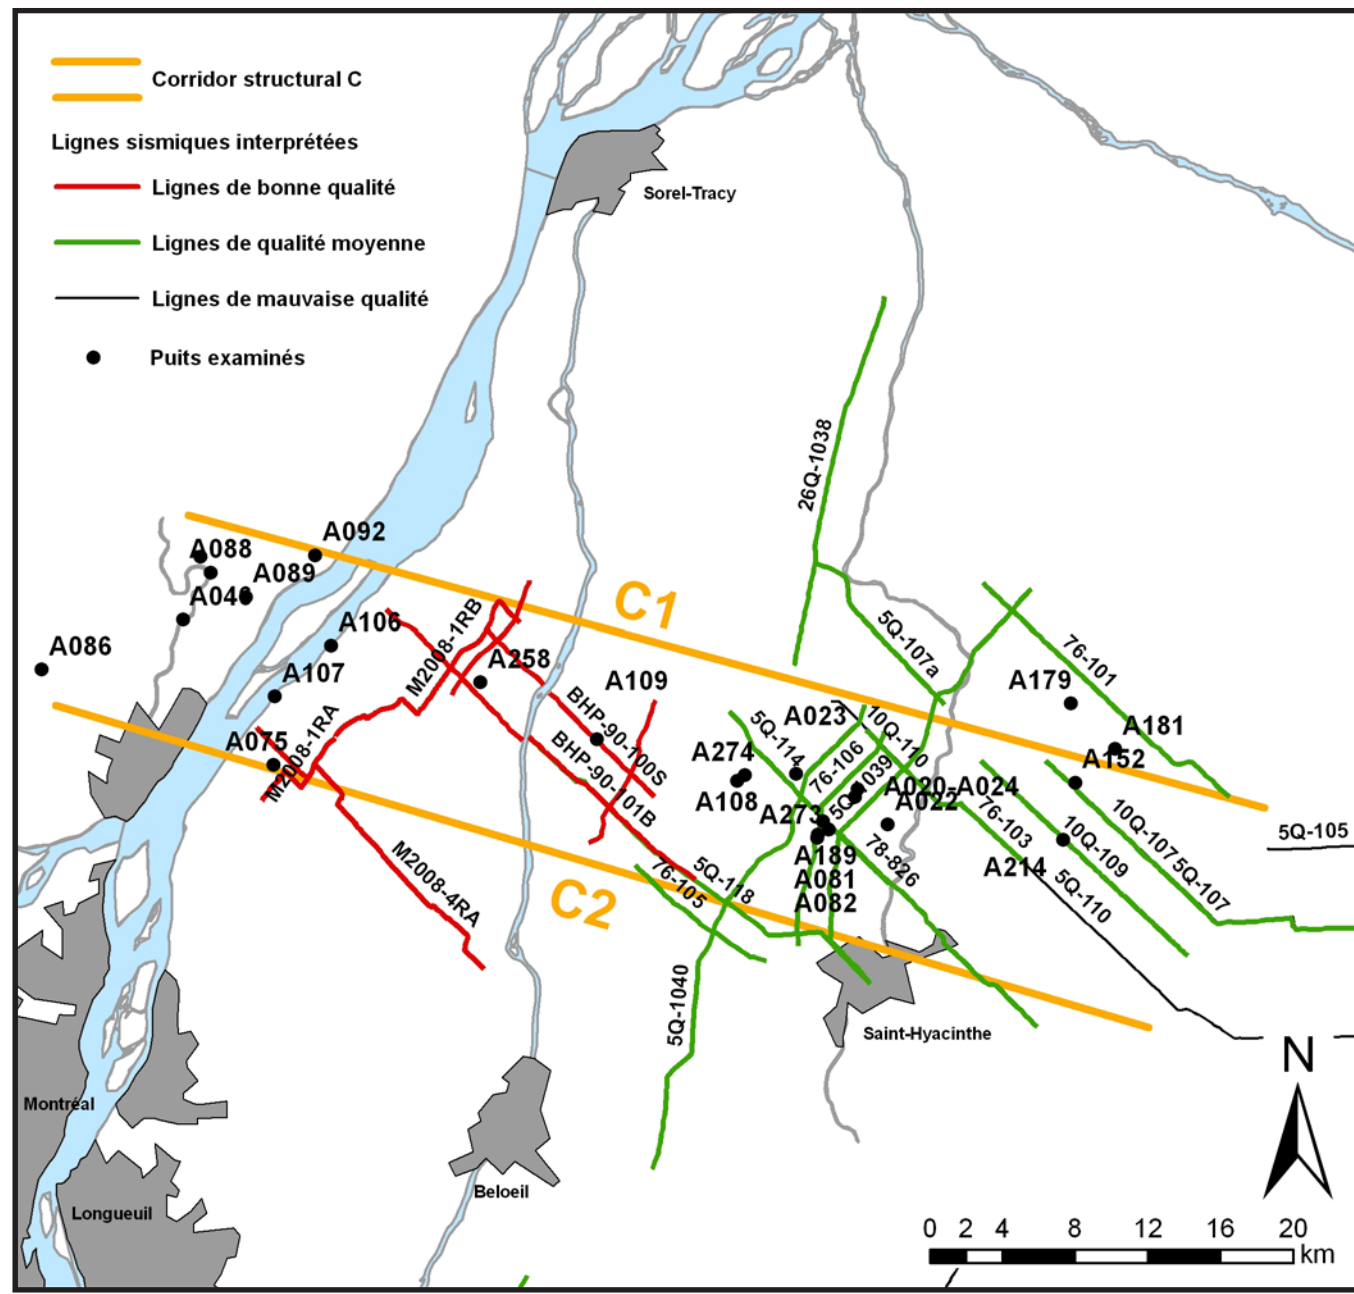 Corridor structural C
Lignes sismiques interprétées
Lignes de bonne qualité
Lignes de qualité moyenne
Lignes de mauvaise qualité
Puits examinés
Sorel-Tracy
26Q-1038
A092
A088
A089
A046
A086
A106
A107
A075
M2008-1RB
M2008-1RA
C1
A258
A109
BHP-90-100S
BHP-90-101B
M2008-4RA
C2
5Q-107a
76-101
A179
A181
A152
A023
10Q-110
5Q-114
A274
76-106
A108
5Q-1039
A020-A024
A022
A273
A189
A081
A082
78-826
76-103
10Q-109
10Q-107
5Q-107
5Q-105
A214
5Q-110
5Q-118
76-105
5Q-1040
Saint-Hyacinthe
Montréal
Longueuil
Beloeil
N
0 2 4 8 12 16 20
km